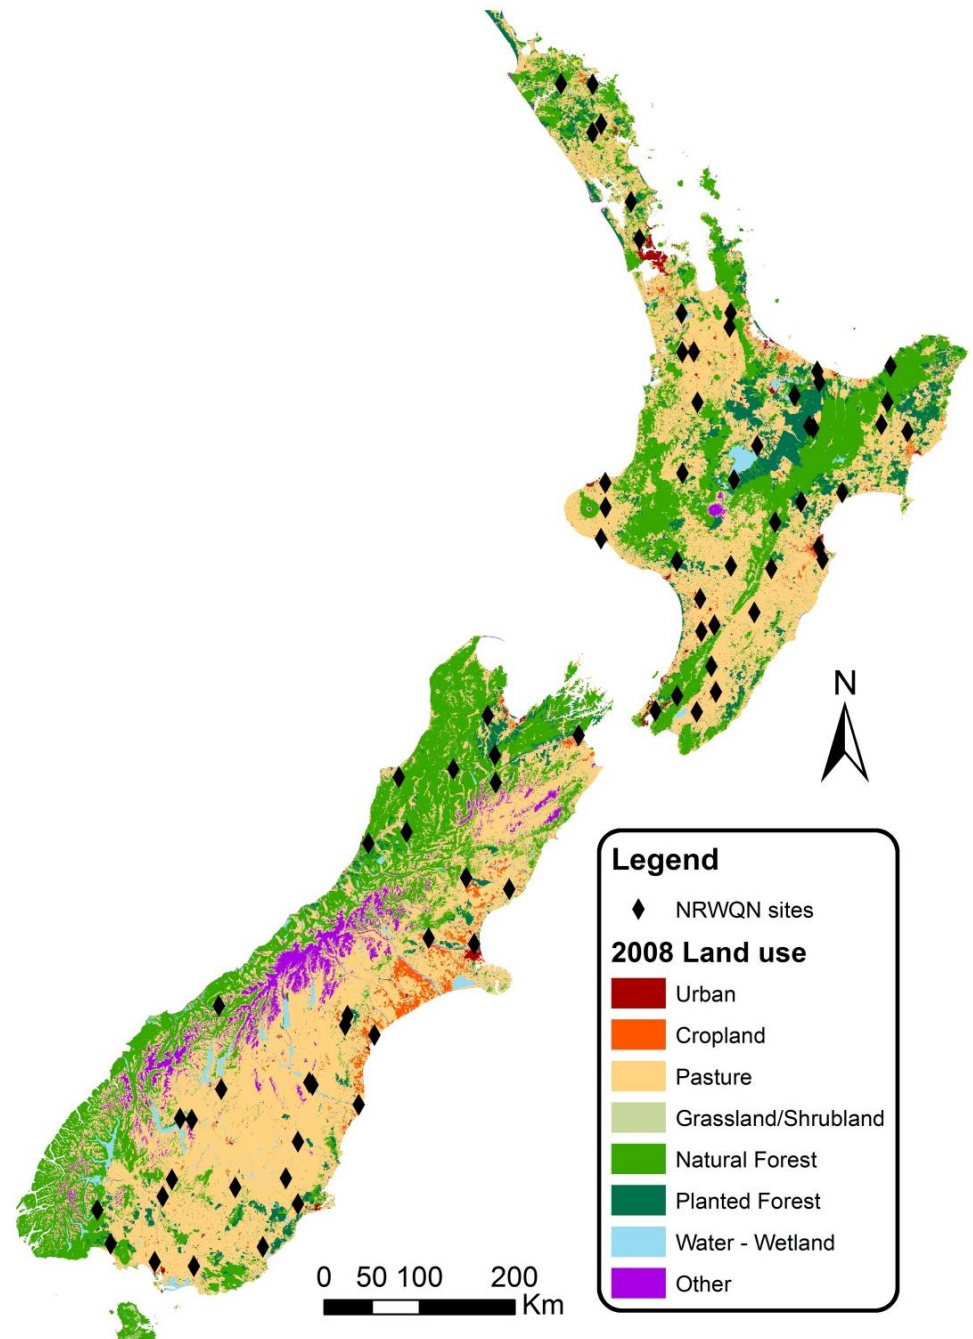 N
Legend
NRWQN sites
2008 Land use
Urban
Cropland
Pasture
Grassland/Shrubland
Natural Forest
Planted Forest
Water - Wetland
Other
0 50 100 200
Km